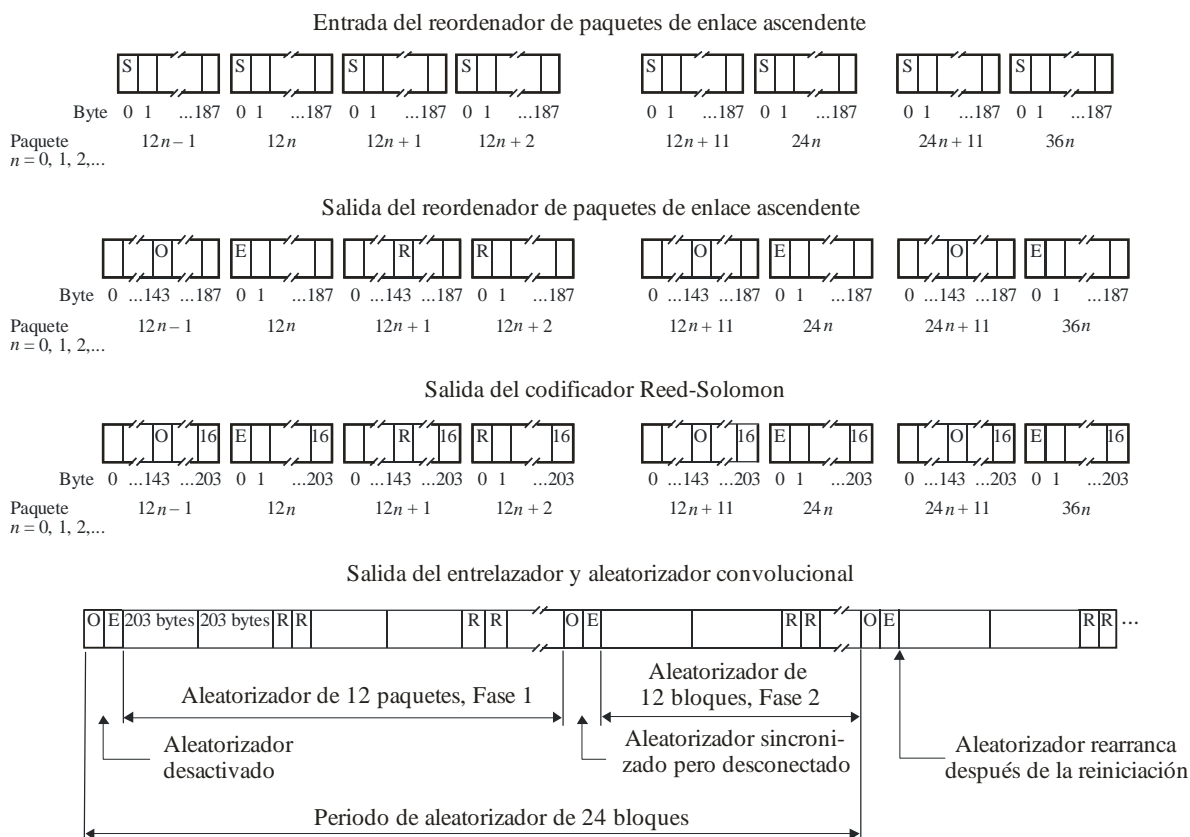 Entrada del reordenador de paquetes de enlace ascendente
S S S S S S S S
Byte 0 1 ...187 0 1 ...187 0 1 ...187 0 1 ...187 0 1 ...187 0 1 ...187 0 1 ...187 0 1 ...187
Paquete 12n – 1 12n 12n + 1 12n + 2 12n + 11 24n 24n + 11 36n
n = 0, 1, 2,...
Salida del reordenador de paquetes de enlace ascendente
O E R R O E O E
Byte 0 ...143 ...187 0 1 ...187 0 ...143 ...187 0 1 ...187 0 ...143 ...187 0 1 ...187 0 ...143 ...187 0 1 ...187
Paquete 12n – 1 12n 12n + 1 12n + 2 12n + 11 24n 24n + 11 36n
n = 0, 1, 2,...
Salida del codificador Reed-Solomon
O 16 E 16 R 16 R 16 O 16 E 16 O 16 E 16
Byte 0 ...143 ...203 0 1 ...203 0 ...143 ...203 0 1 ...203 0 ...143 ...203 0 1 ...203 0 ...143 ...203 0 1 ...203
Paquete 12n – 1 12n 12n + 1 12n + 2 12n + 11 24n 24n + 11 36n
n = 0, 1, 2,...
Salida del entrelazador y aleatorizador convolucional
O E 203 bytes 203 bytes R R R R O E R R O E R R ...
Aleatorizador de 12 paquetes, Fase 1
Aleatorizador de
12 bloques, Fase 2
Aleatorizador
desactivado
Aleatorizador sincroni-
zado pero desconectado
Aleatorizador rearranca
después de la reiniciación
Periodo de aleatorizador de 24 bloques